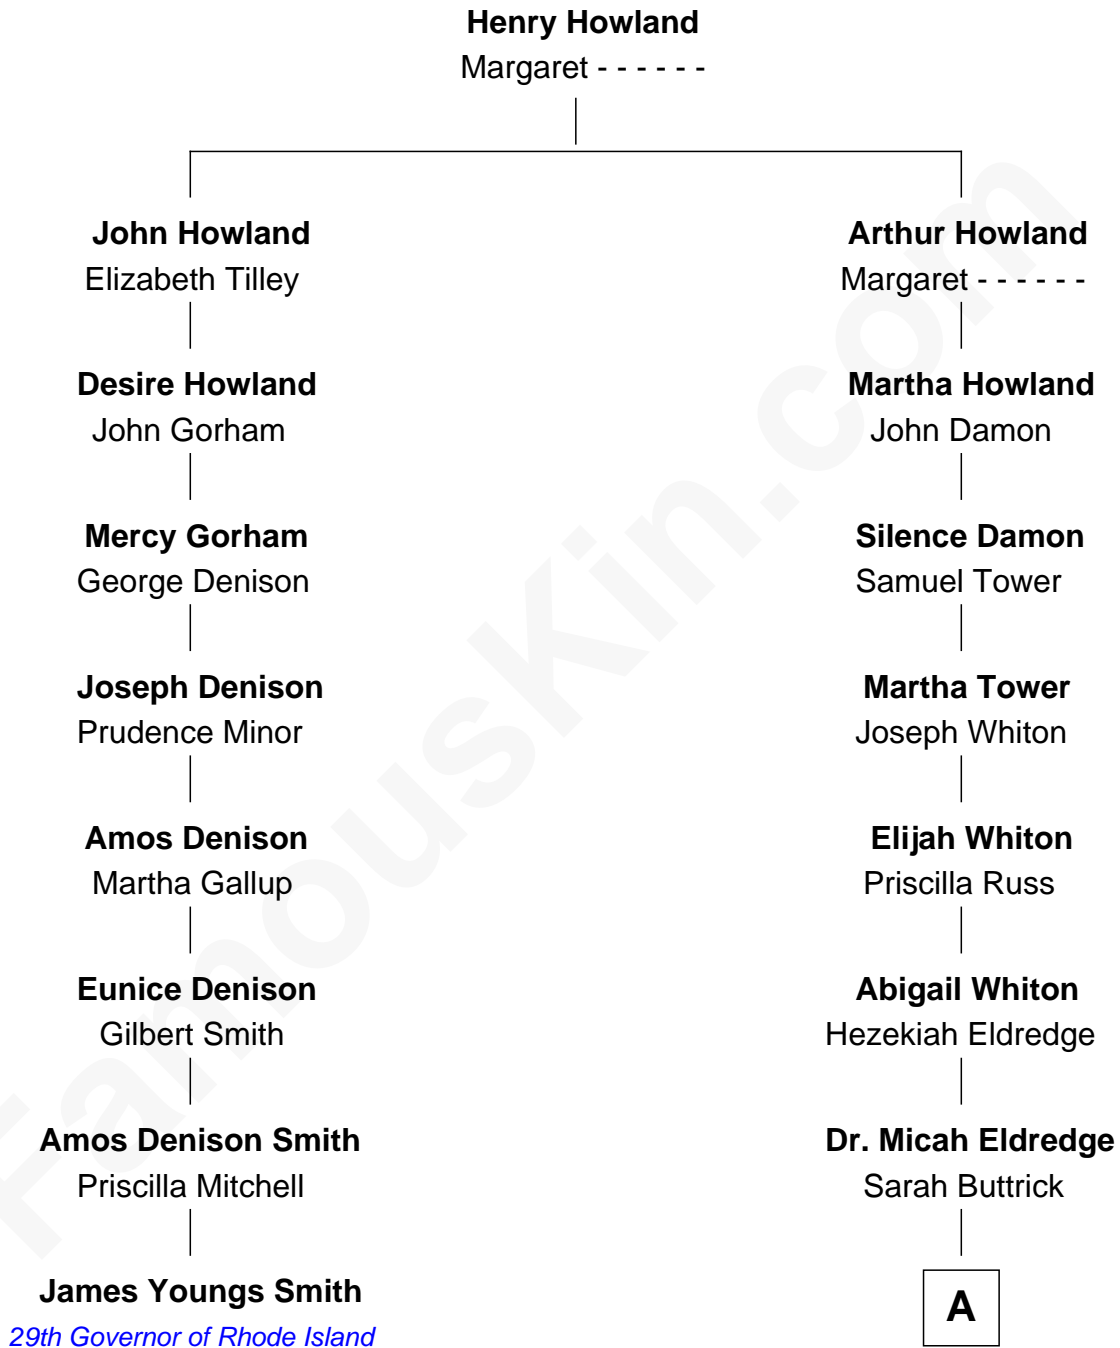 Henry Howland
Margaret - - - - - -
John Howland
Elizabeth Tilley
Arthur Howland
Margaret - - - - - -
Desire Howland
John Gorham
Martha Howland
John Damon
Mercy Gorham
George Denison
Silence Damon
Samuel Tower
Joseph Denison
Prudence Minor
Martha Tower
Joseph Whiton
Amos Denison
Martha Gallup
Elijah Whiton
Priscilla Russ
Eunice Denison
Gilbert Smith
Abigail Whiton
Hezekiah Eldredge
Amos Denison Smith
Priscilla Mitchell
Dr. Micah Eldredge
Sarah Buttrick
James Youngs Smith
29th Governor of Rhode Island
A
FamousKin.com